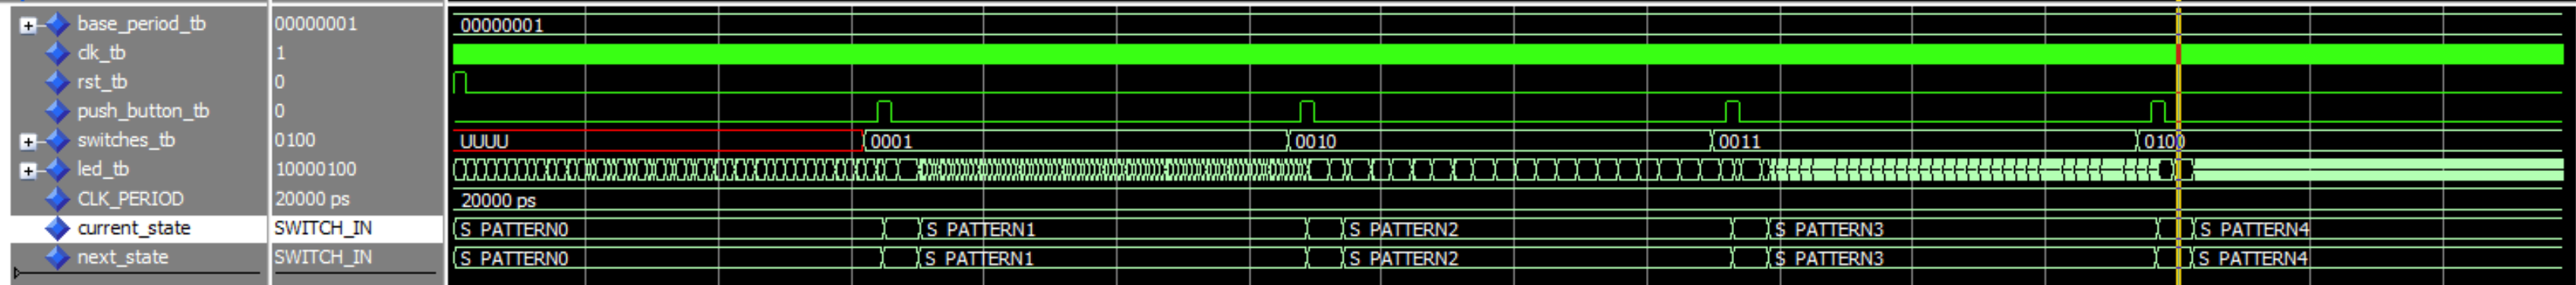 base_period_tb 00000001 00000001
clk_tb 1
rst_tb 0
push_button_tb 0
switches_tb 0100 UUUU 0001 0010 0011 0100
led_tb 10000100
CLK_PERIOD 20000 ps 20000 ps
current_state SWITCH_IN S_PATTERN0 S_PATTERN1 S_PATTERN2 S_PATTERN3 S_PATTERN4
next_state SWITCH_IN S_PATTERN0 S_PATTERN1 S_PATTERN2 S_PATTERN3 S_PATTERN4